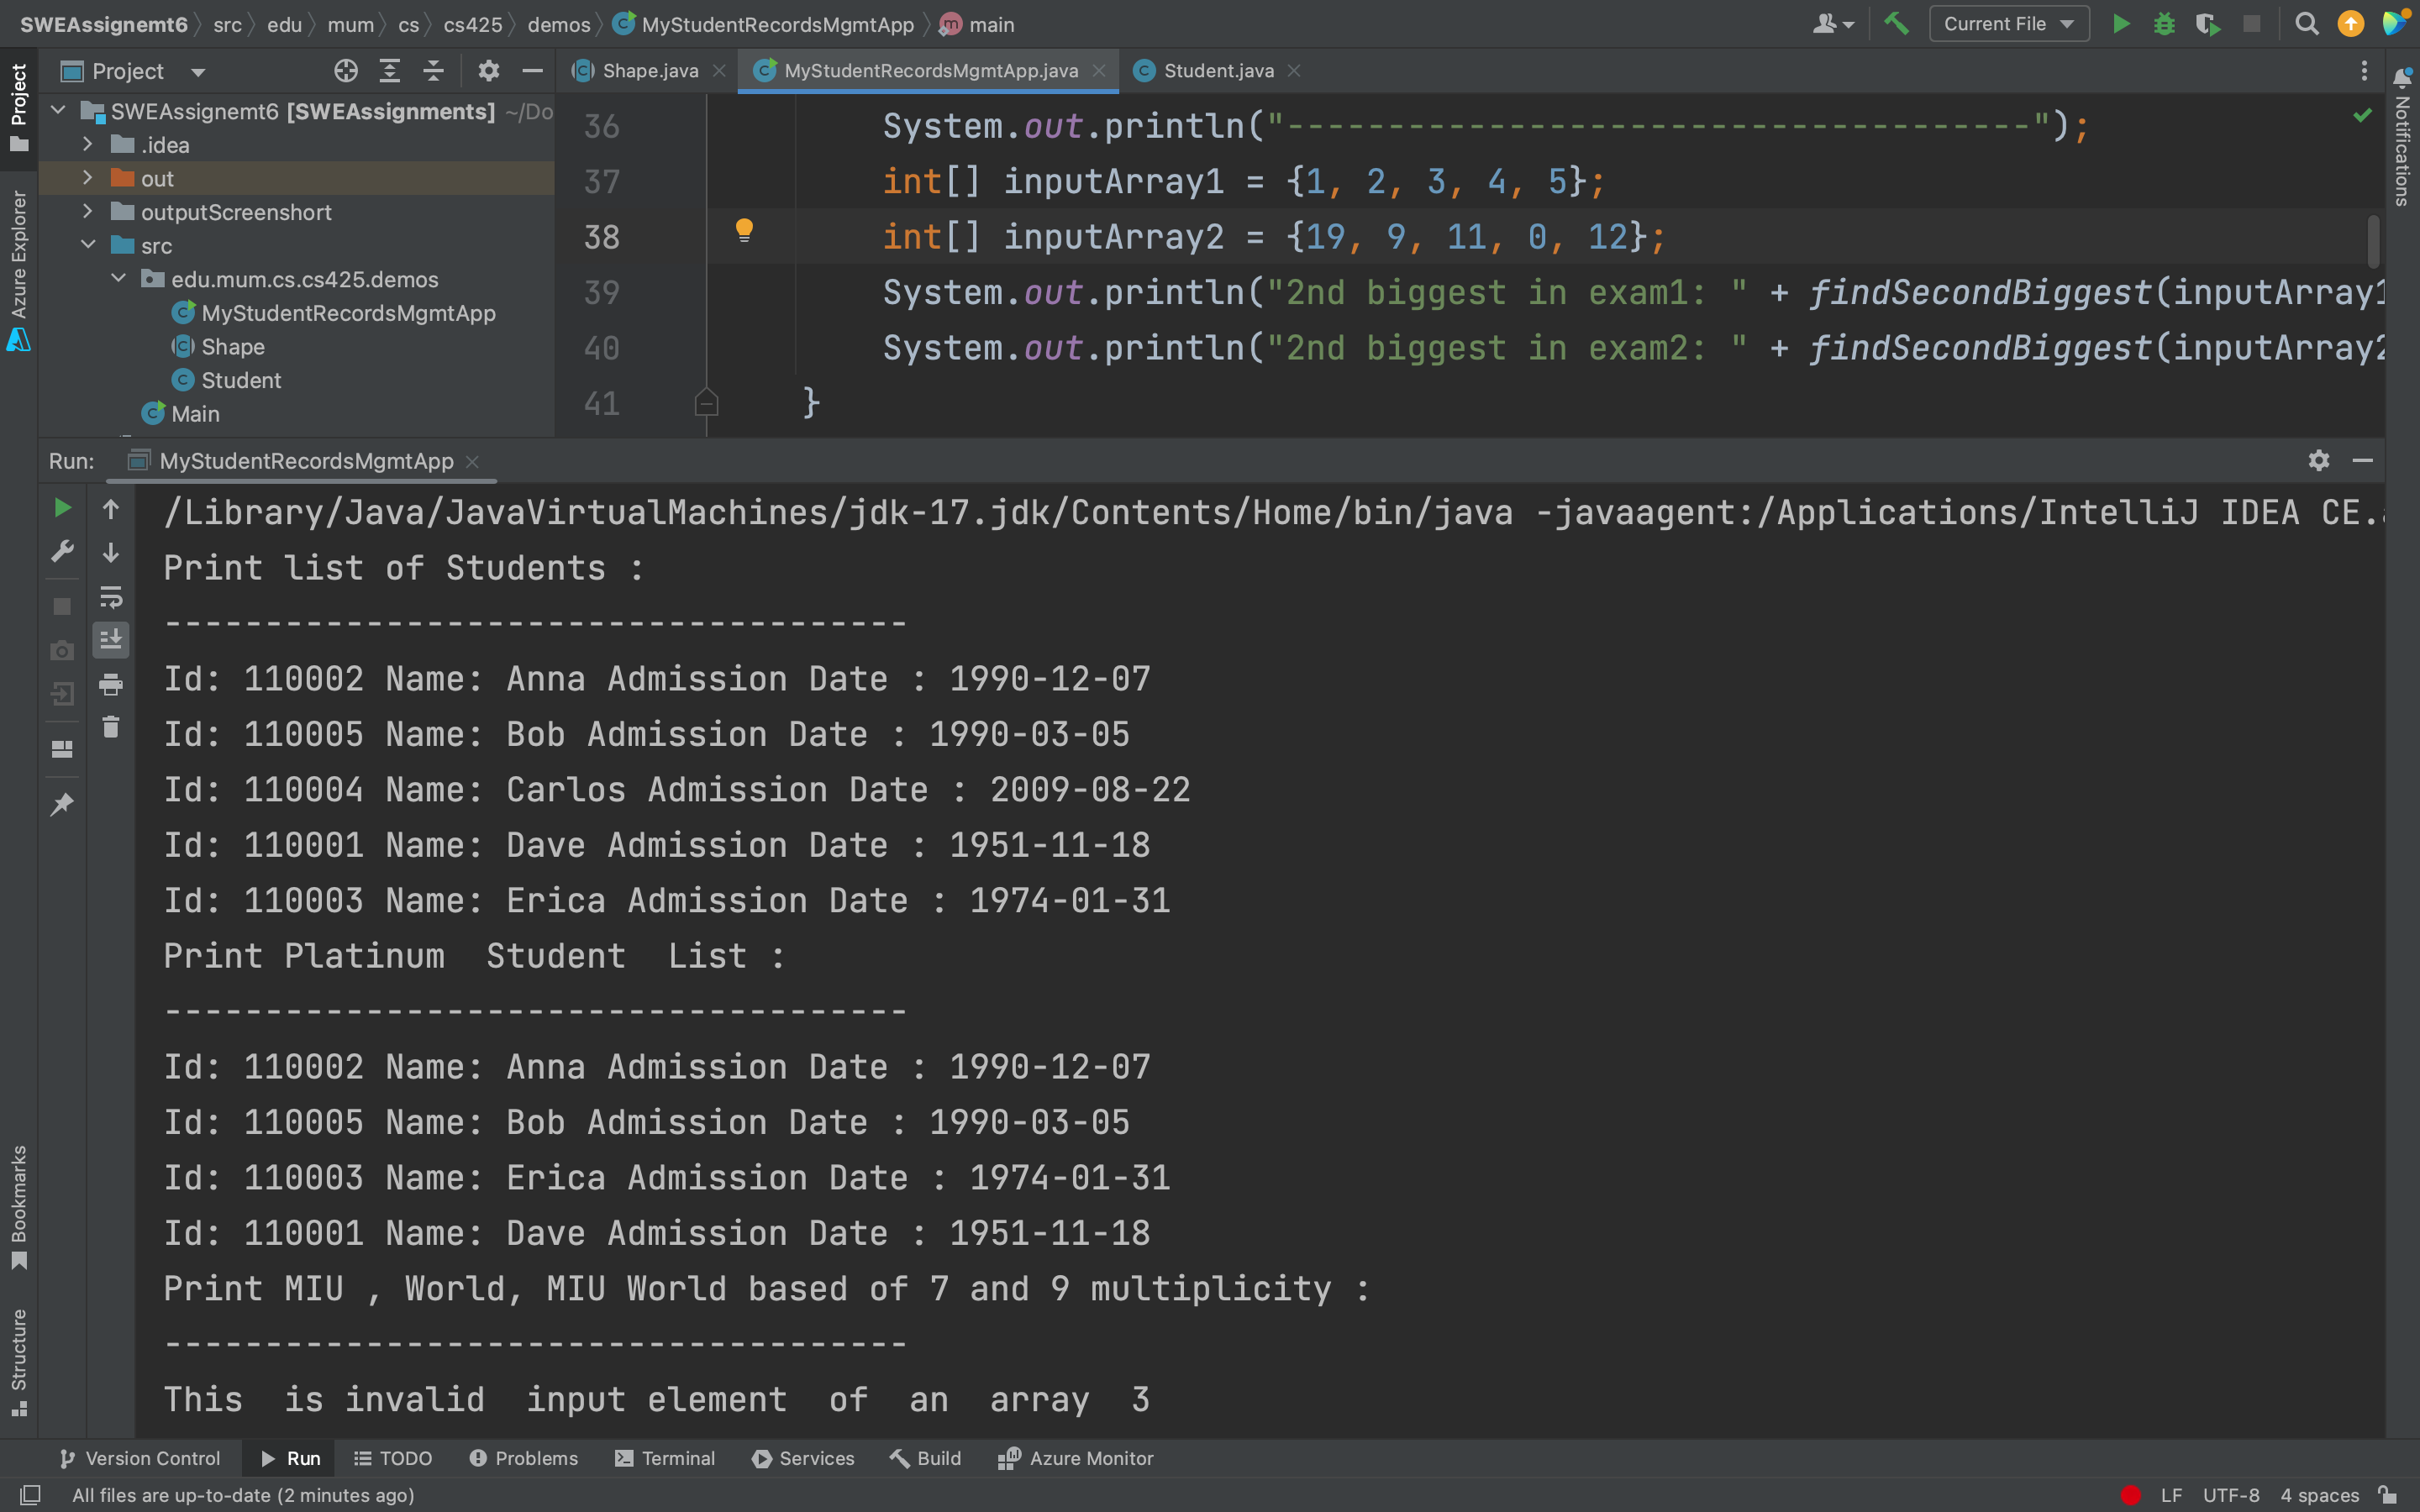 SWEAssignemt6 src edu mum cs cs425 demos MyStudentRecordsMgmtApp main Current File
Project
Shape.java MyStudentRecordsMgmtApp.java Student.java
Project
Azure Explorer
Bookmarks
Structure
Notifications
SWEAssignemt6 [SWEAssignments] ~/Do
.idea
out
outputScreenshort
src
edu.mum.cs.cs425.demos
MyStudentRecordsMgmtApp
Shape
Student
Main
36 System.out.println("-------------------------------------");
37 int[] inputArray1 = {1, 2, 3, 4, 5};
38 int[] inputArray2 = {19, 9, 11, 0, 12};
39 System.out.println("2nd biggest in exam1: " + findSecondBiggest(inputArray1
40 System.out.println("2nd biggest in exam2: " + findSecondBiggest(inputArray2
41 }
Run: MyStudentRecordsMgmtApp
/Library/Java/JavaVirtualMachines/jdk-17.jdk/Contents/Home/bin/java -javaagent:/Applications/IntelliJ IDEA CE.a
Print list of Students :
-------------------------------------
Id: 110002 Name: Anna Admission Date : 1990-12-07
Id: 110005 Name: Bob Admission Date : 1990-03-05
Id: 110004 Name: Carlos Admission Date : 2009-08-22
Id: 110001 Name: Dave Admission Date : 1951-11-18
Id: 110003 Name: Erica Admission Date : 1974-01-31
Print Platinum  Student  List :
-------------------------------------
Id: 110002 Name: Anna Admission Date : 1990-12-07
Id: 110005 Name: Bob Admission Date : 1990-03-05
Id: 110003 Name: Erica Admission Date : 1974-01-31
Id: 110001 Name: Dave Admission Date : 1951-11-18
Print MIU , World, MIU World based of 7 and 9 multiplicity :
-------------------------------------
This  is invalid  input element  of  an  array  3
Version Control Run TODO Problems Terminal Services Build Azure Monitor
All files are up-to-date (2 minutes ago) LF UTF-8 4 spaces